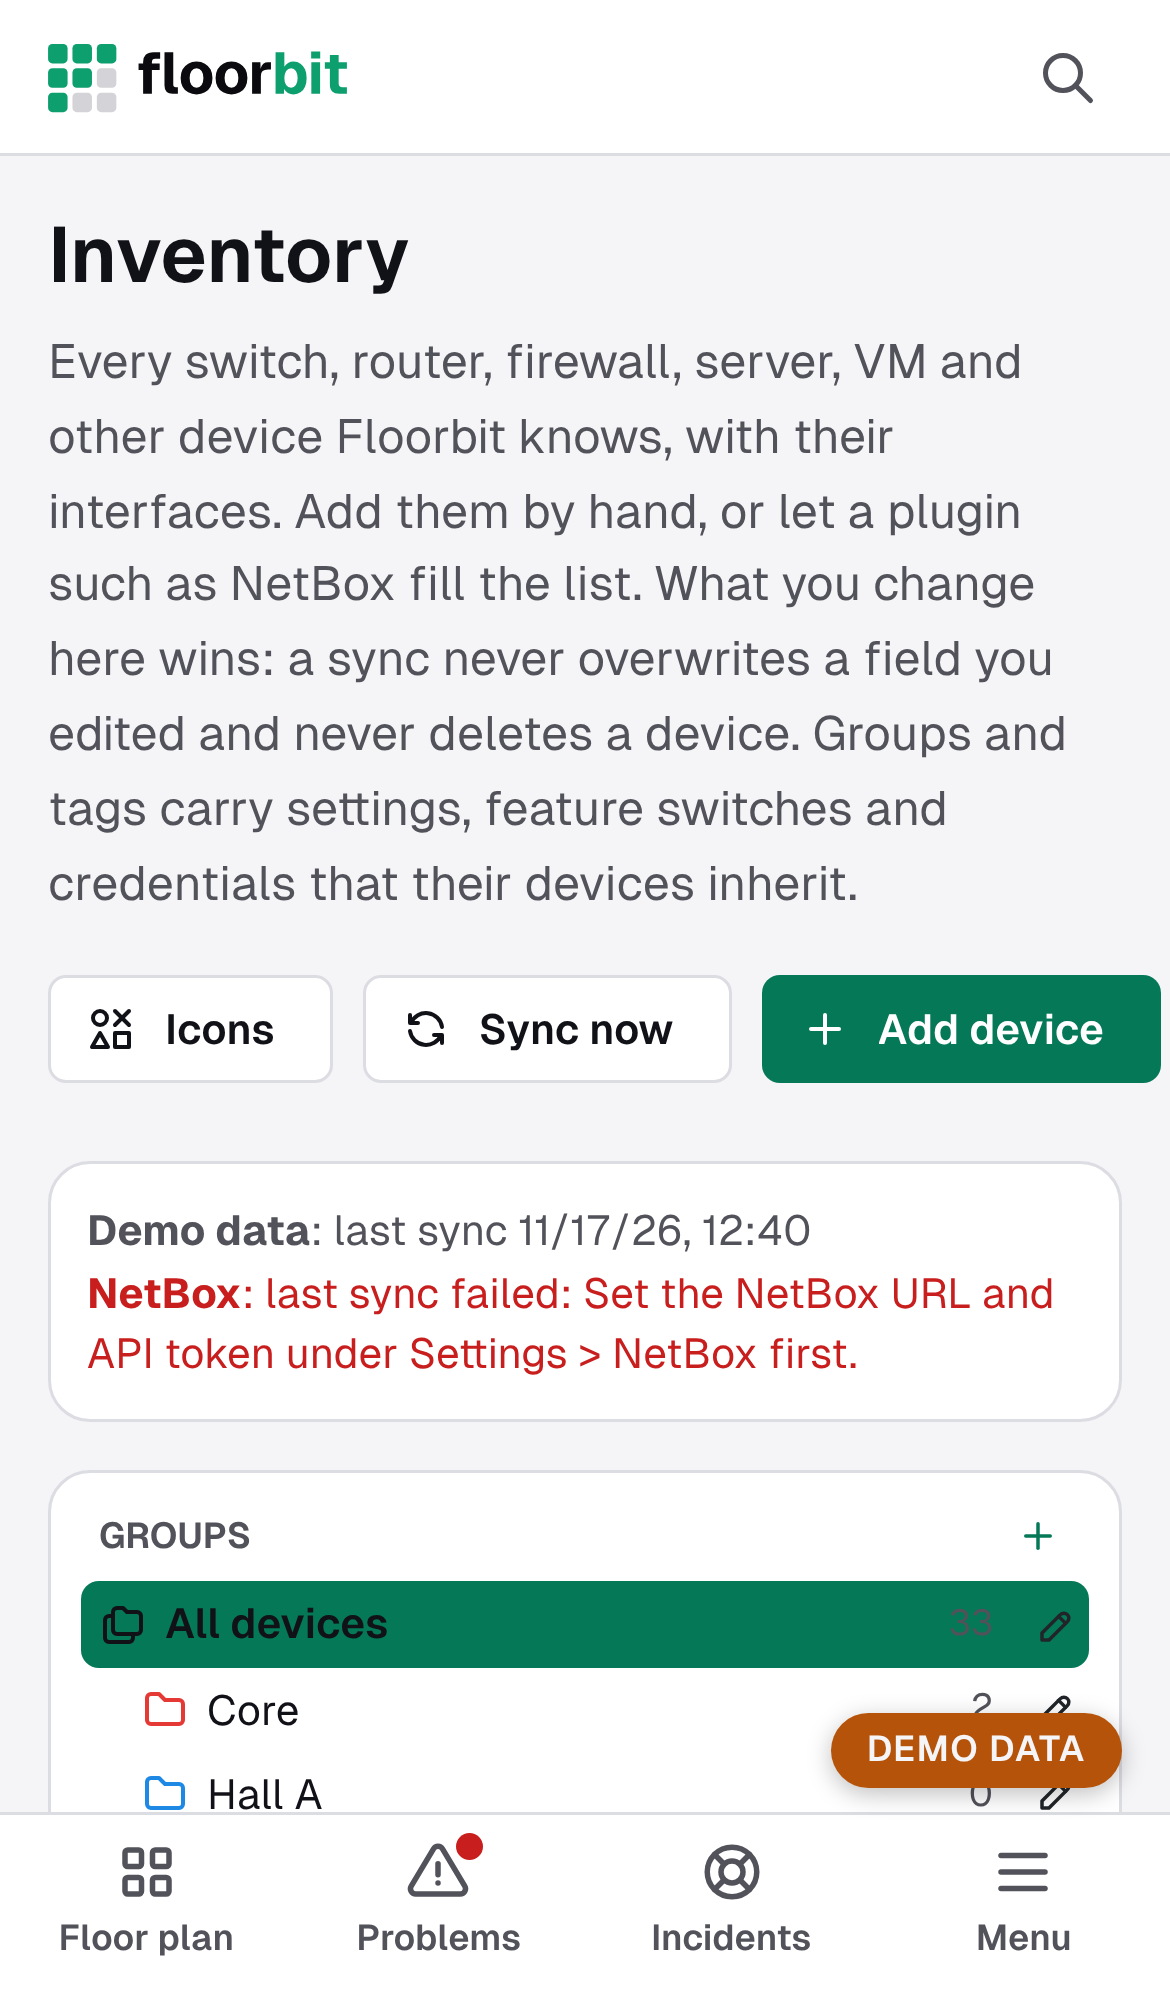 floorbit
Inventory
Every switch, router, firewall, server, VM and
other device Floorbit knows, with their
interfaces. Add them by hand, or let a plugin
such as NetBox fill the list. What you change
here wins: a sync never overwrites a field you
edited and never deletes a device. Groups and
tags carry settings, feature switches and
credentials that their devices inherit.
Icons
Sync now
Add device
Demo data: last sync 11/17/26, 12:40
NetBox: last sync failed: Set the NetBox URL and
API token under Settings > NetBox first.
GROUPS
All devices 33
Core 2
DEMO DATA
Hall A 0
Floor plan
Problems
Incidents
Menu